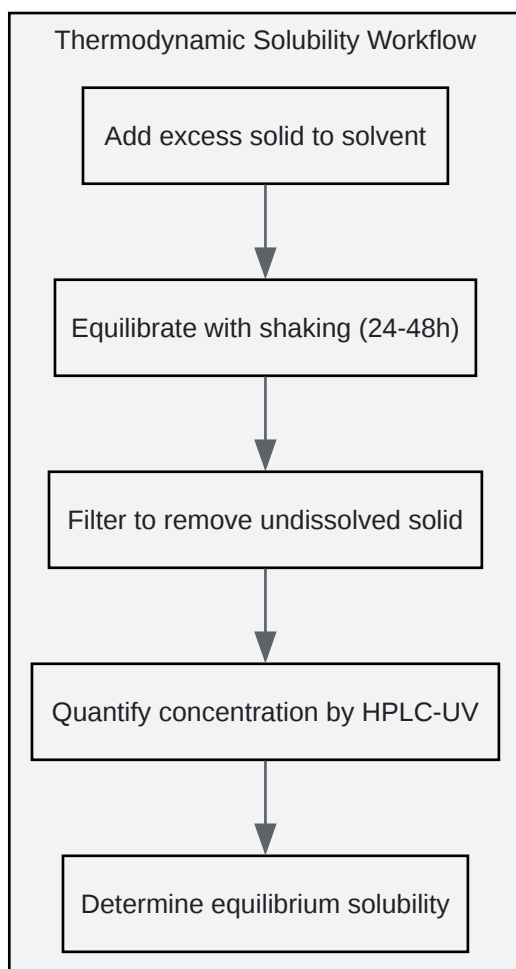 Thermodynamic Solubility Workflow
Add excess solid to solvent
Equilibrate with shaking (24-48h)
Filter to remove undissolved solid
Quantify concentration by HPLC-UV
Determine equilibrium solubility